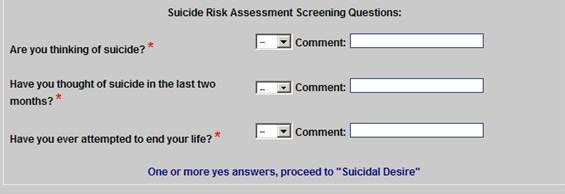 Suicide Risk Assessment Screening Questions:
Are you thinking of suicide? * -- Comment:
Have you thought of suicide in the last two
months? * -- Comment:
Have you ever attempted to end your life? * -- Comment:
One or more yes answers, proceed to "Suicidal Desire"